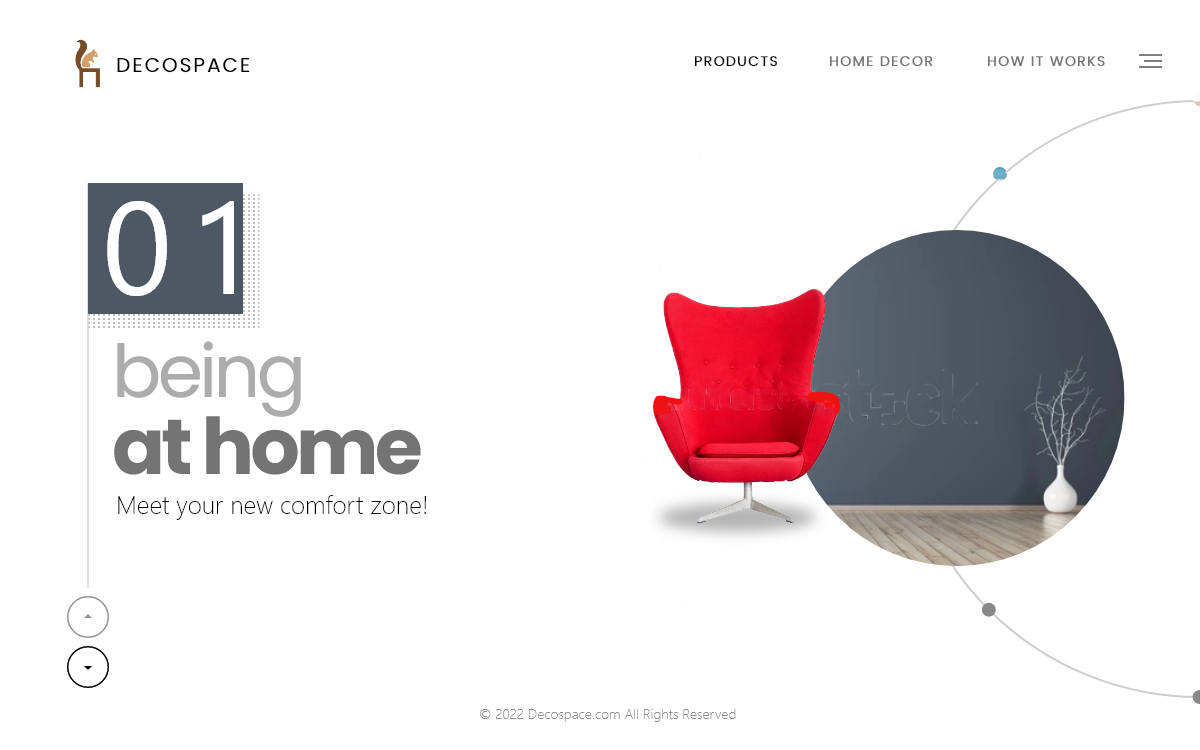 DECOSPACE
PRODUCTS HOME DECOR HOW IT WORKS
01
being
at home
Meet your new comfort zone!
© 2022 Decospace.com All Rights Reserved